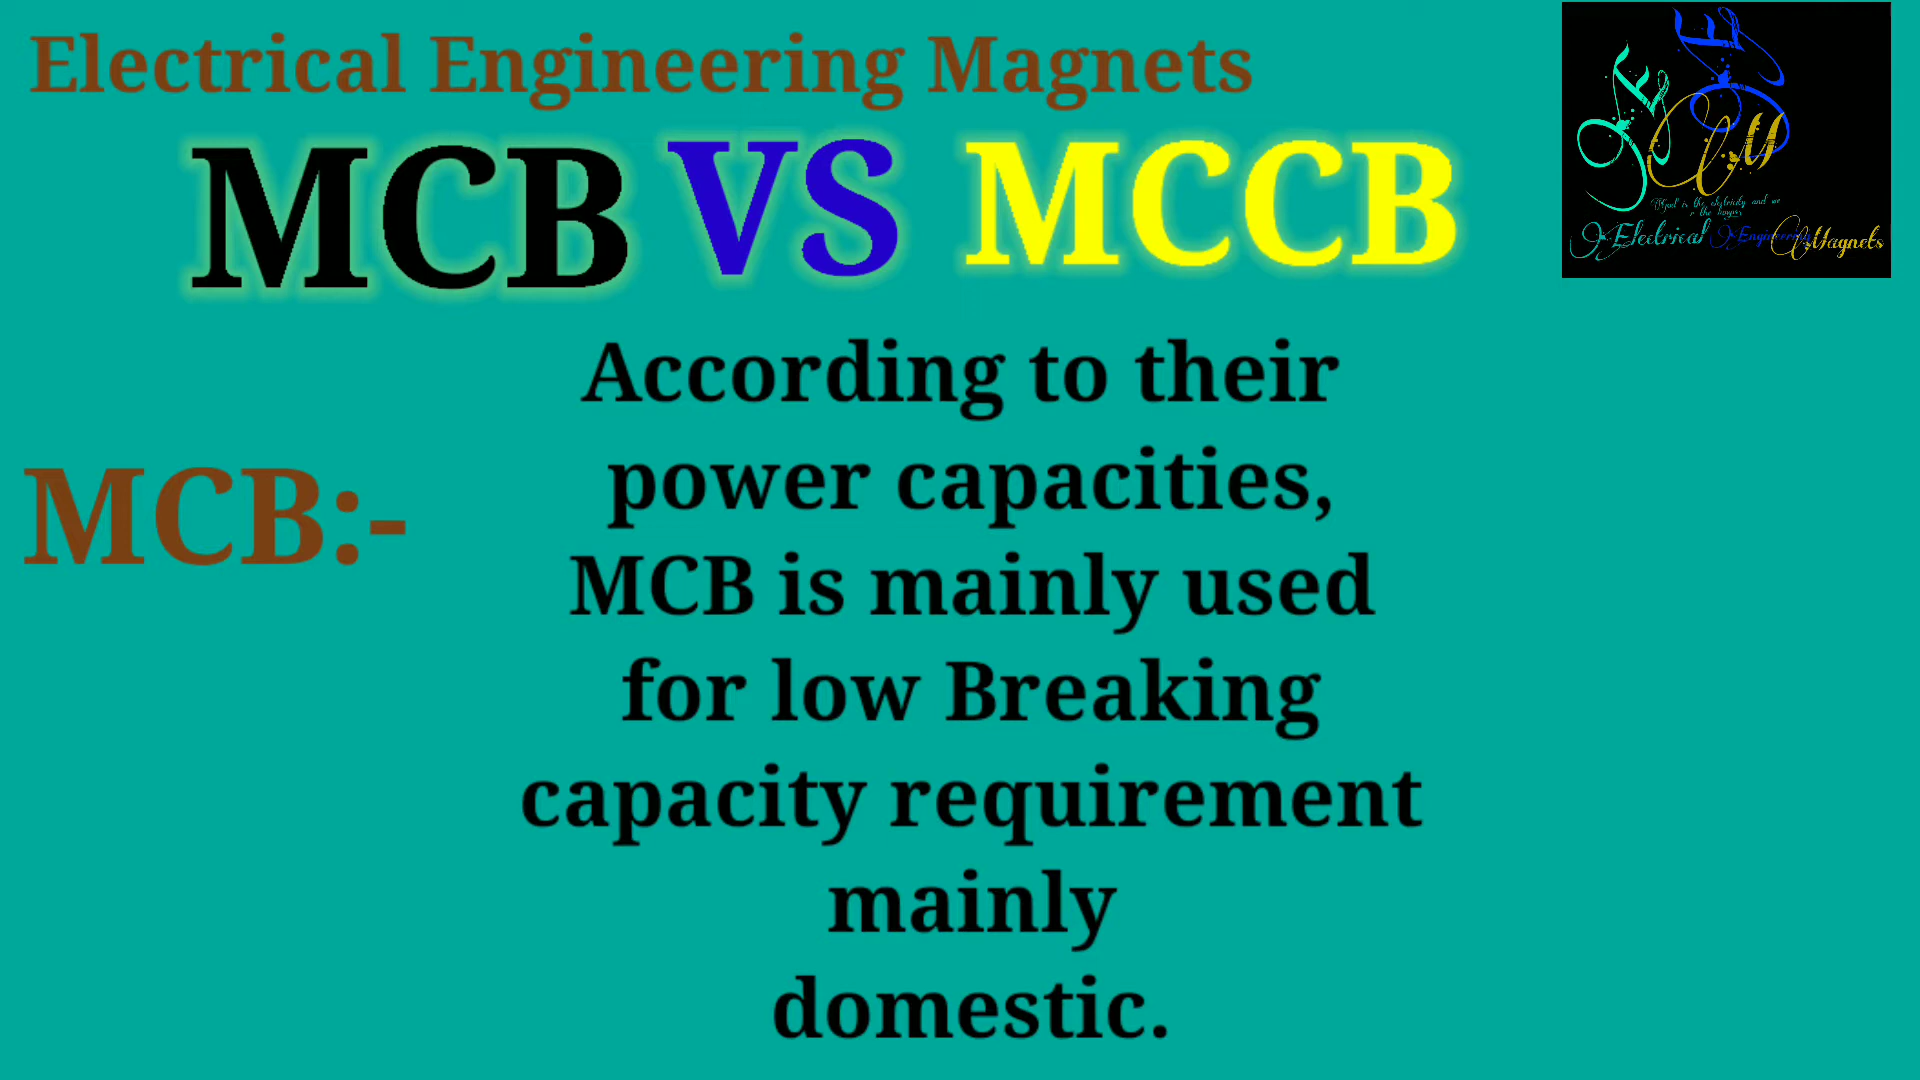 Electrical Engineering Magnets
MCB VS MCCB
According to their
power capacities,
MCB:-
MCB is mainly used
for low Breaking
capacity requirement
mainly
domestic.
Electrical Engineering Magnets